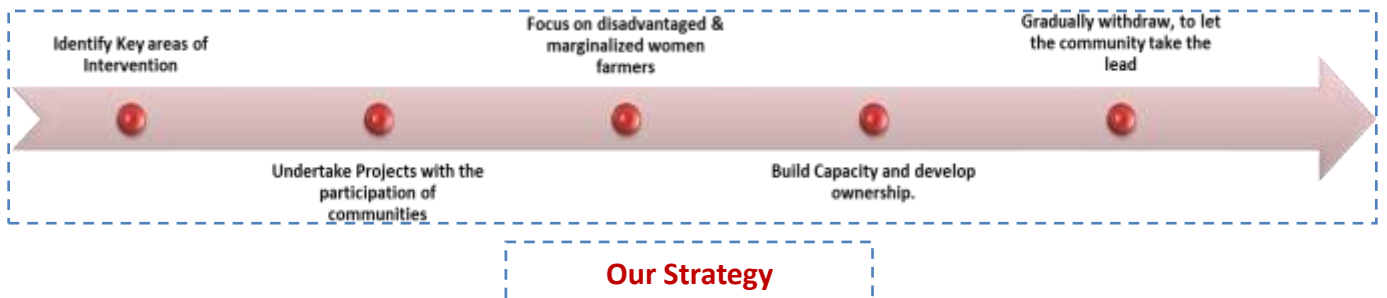 Identify Key areas of
Intervention
Undertake Projects with the
participation of
communities
Focus on disadvantaged &
marginalized women
farmers
Build Capacity and develop
ownership.
Gradually withdraw, to let
the community take the
lead
Our Strategy